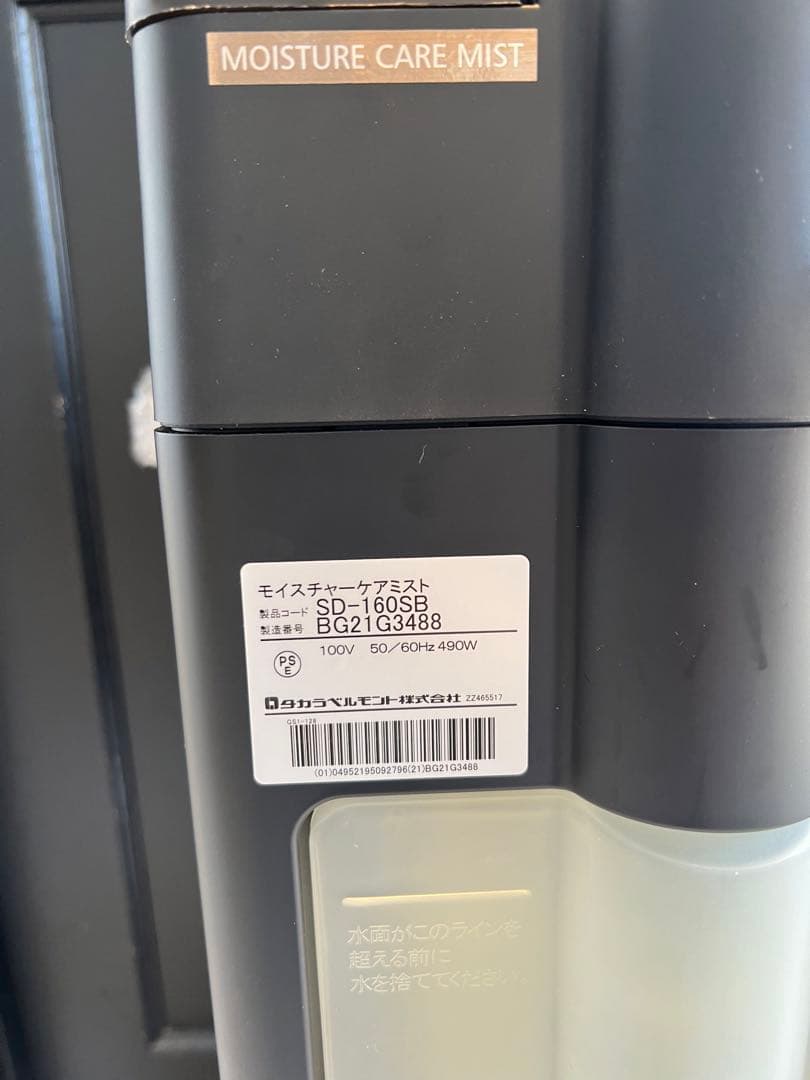 MOISTURE CARE MIST
モイスチャーケアミスト
製品コード SD-160SB
製造番号 BG21G3488
PS E 100V 50/60Hz 490W
タカラベルモント株式会社 ZZ465517
GS1-128
(01)04952195092796(21)BG21G3488
水面がこのラインを
超える前に
水を捨ててください。